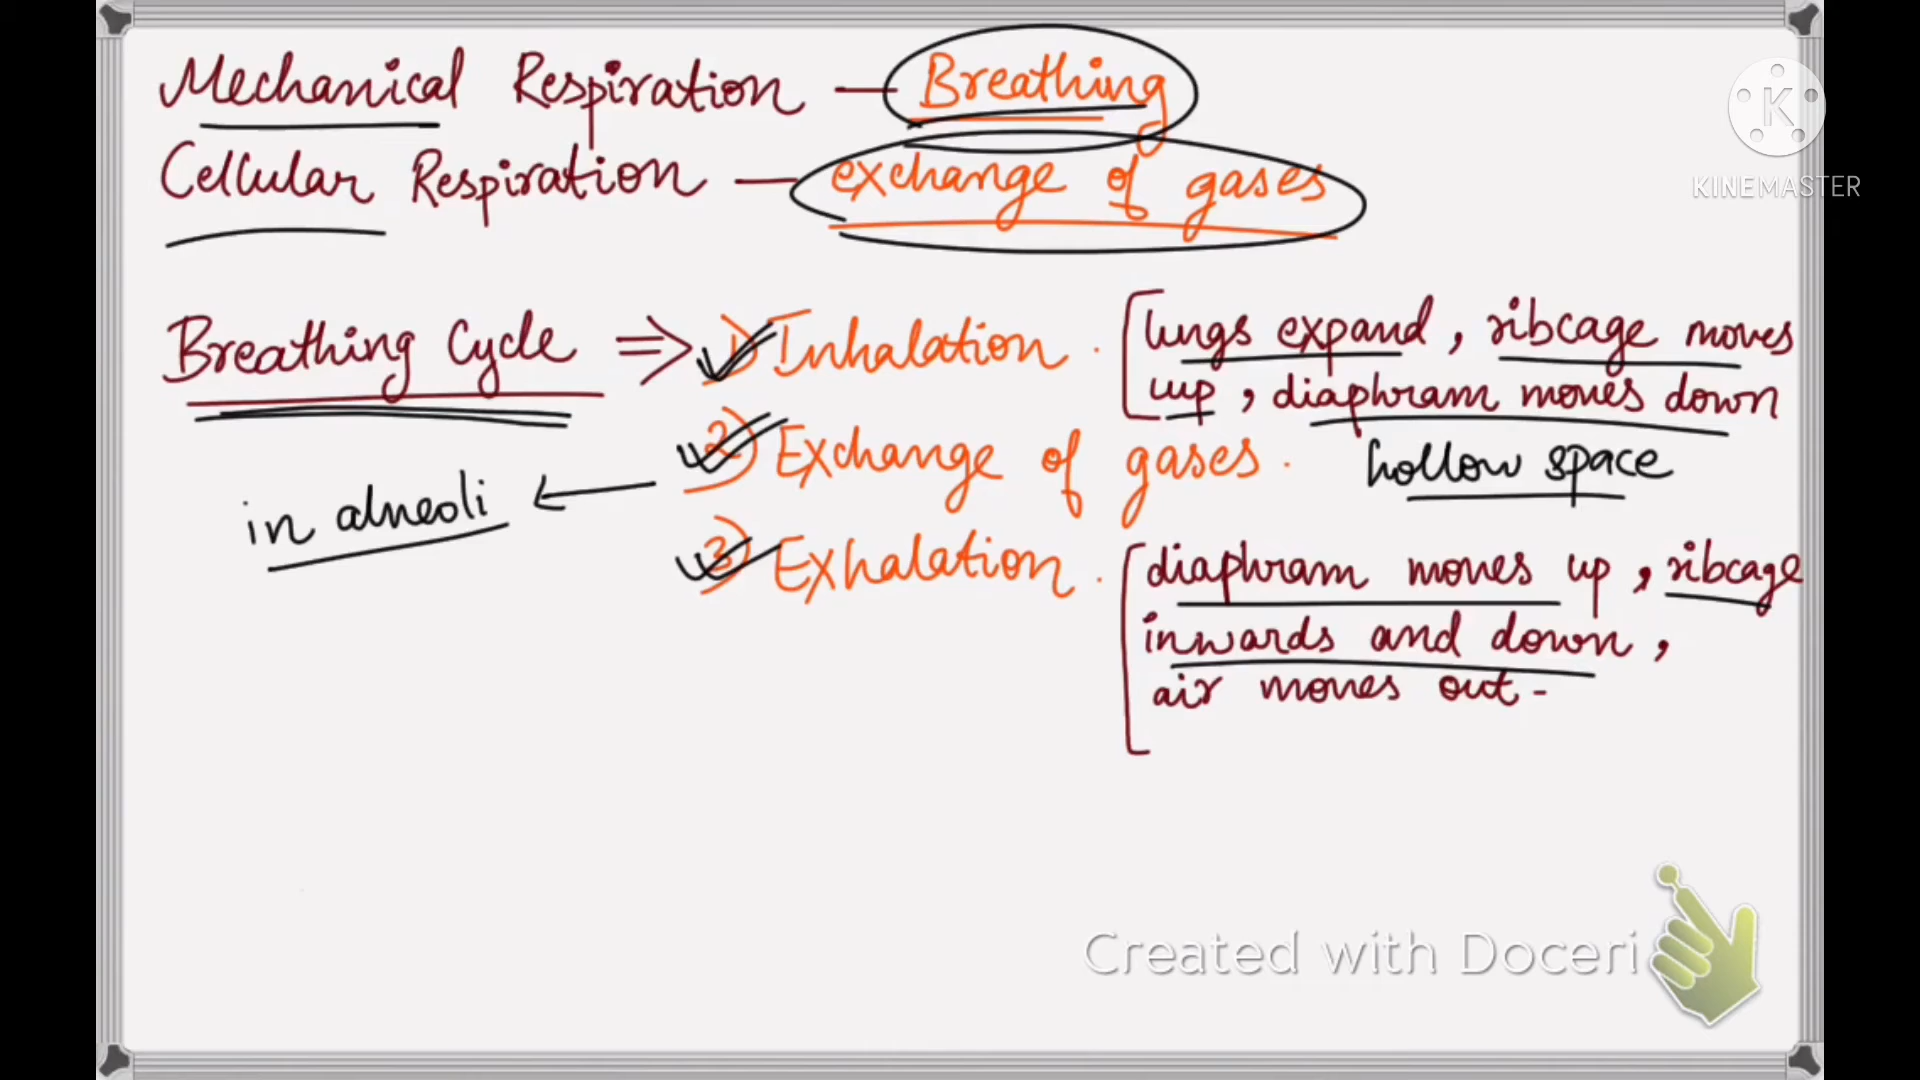 Mechanical Respiration — Breathing
Cellular Respiration — exchange of gases
K
KINEMASTER
Breathing Cycle ⇒ 1) Inhalation. [lungs expand, ribcage moves
up, diaphram moves down
2) Exchange of gases. hollow space
in alveoli ←
3) Exhalation. [diaphram moves up, ribcage
inwards and down,
air moves out -
Created with Doceri